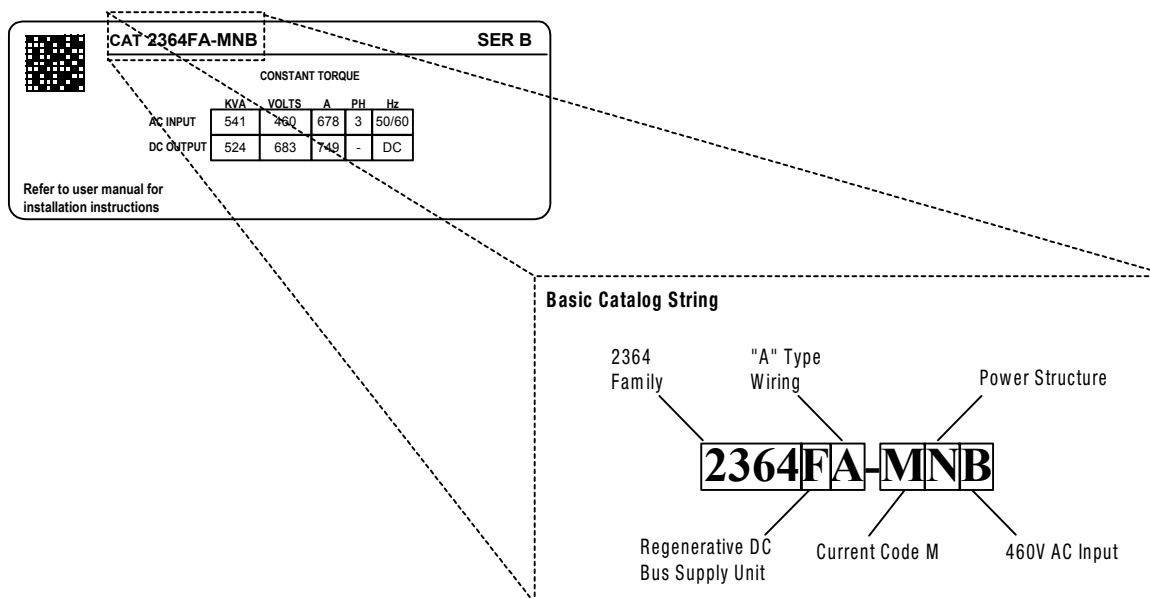 CAT 2364FA-MNB SER B
CONSTANT TORQUE
KVA VOLTS A PH Hz
AC INPUT 541 460 678 3 50/60
DC OUTPUT 524 683 749 - DC
Refer to user manual for
installation instructions
Basic Catalog String
2364
Family
"A" Type
Wiring
Power Structure
2364FA-MNB
Regenerative DC
Bus Supply Unit
Current Code M
460V AC Input